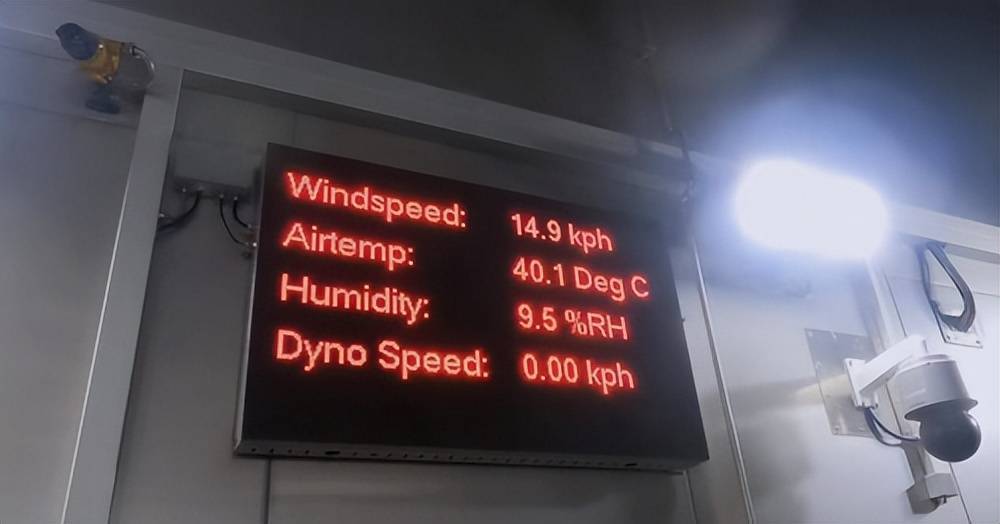 Windspeed: 14.9 kph
Airtemp: 40.1 Deg C
Humidity: 9.5 %RH
Dyno Speed: 0.00 kph